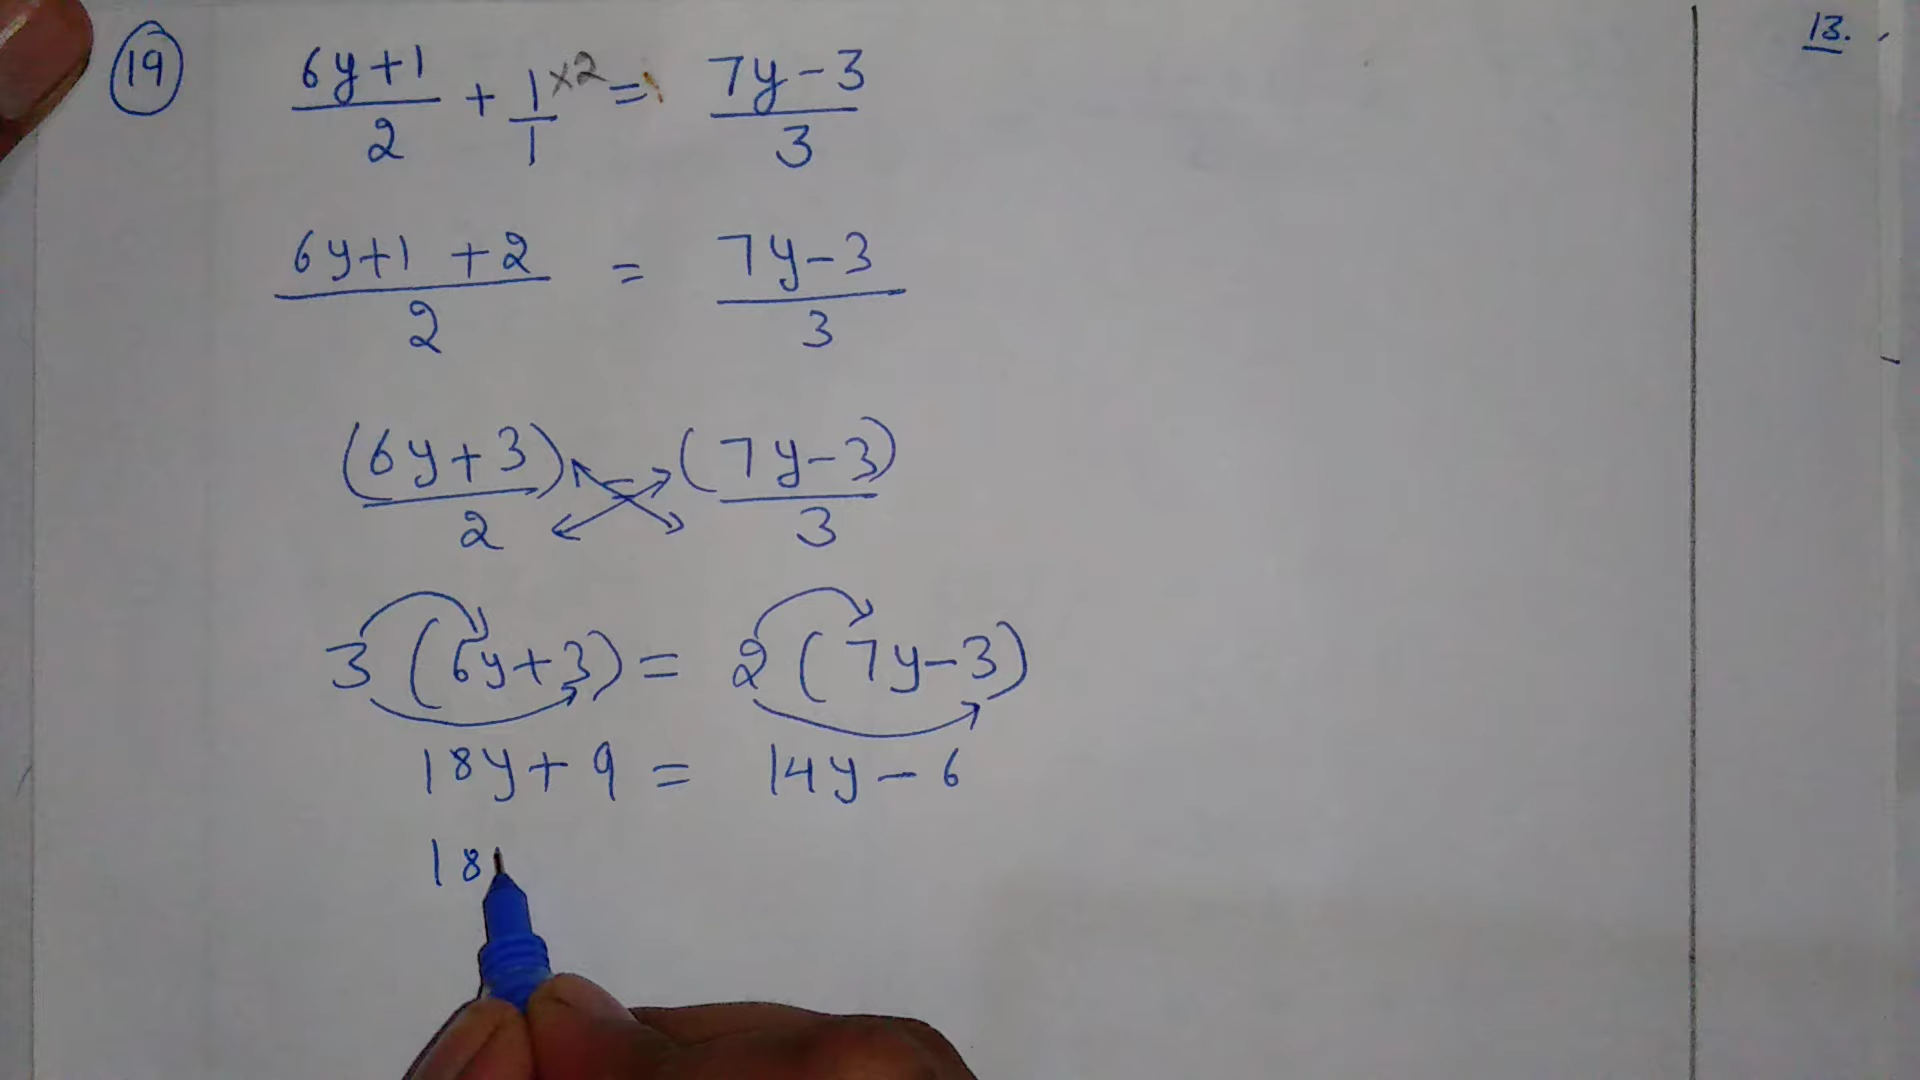 13.
19 (6y+1)/2 + 1/1 ×2 = (7y-3)/3
(6y+1 +2)/2 = (7y-3)/3
(6y+3)/2 = (7y-3)/3
3 (6y+3) = 2 (7y-3)
18y + 9 = 14y - 6
18